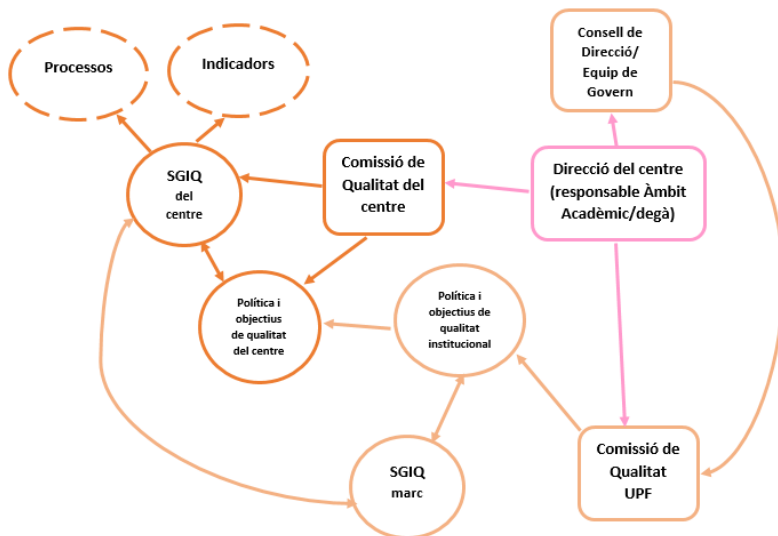 Processos
Indicadors
Consell de
Direcció/
Equip de
Govern
SGIQ
del
centre
Comissió de
Qualitat del
centre
Direcció del centre
(responsable Àmbit
Acadèmic/degà)
Política i
objectius
de qualitat
del centre
Política i
objectius de
qualitat
institucional
SGIQ
marc
Comissió de
Qualitat
UPF